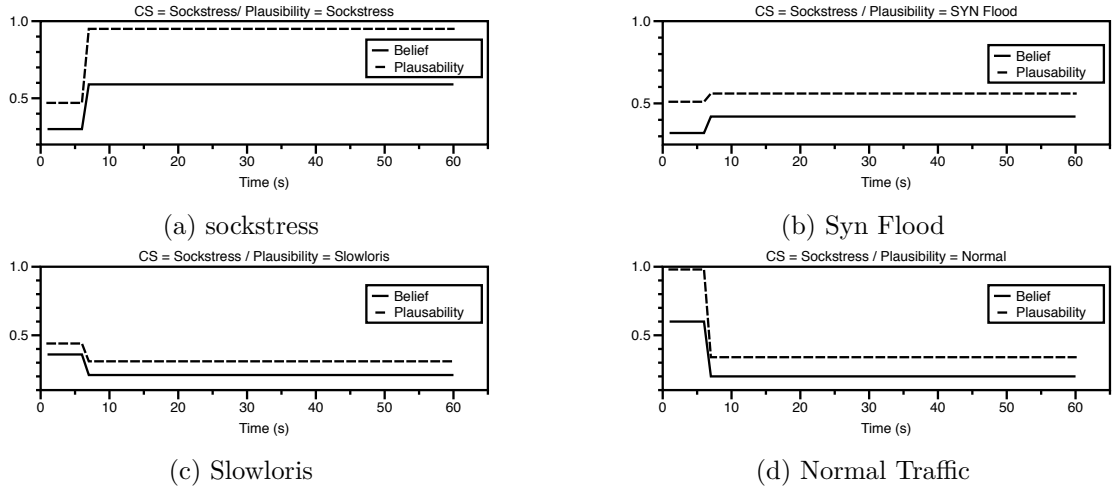 CS = Sockstress/ Plausibility = Sockstress
1.0
0.5
Belief
Plausability
0 10 20 30 40 50 60
Time (s)
(a) sockstress
CS = Sockstress / Plausibility = SYN Flood
1.0
0.5
Belief
Plausability
0 10 20 30 40 50 60
Time (s)
(b) Syn Flood
CS = Sockstress / Plausibility = Slowloris
1.0
0.5
Belief
Plausability
0 10 20 30 40 50 60
Time (s)
(c) Slowloris
CS = Sockstress / Plausibility = Normal
1.0
0.5
Belief
Plausability
0 10 20 30 40 50 60
Time (s)
(d) Normal Traffic